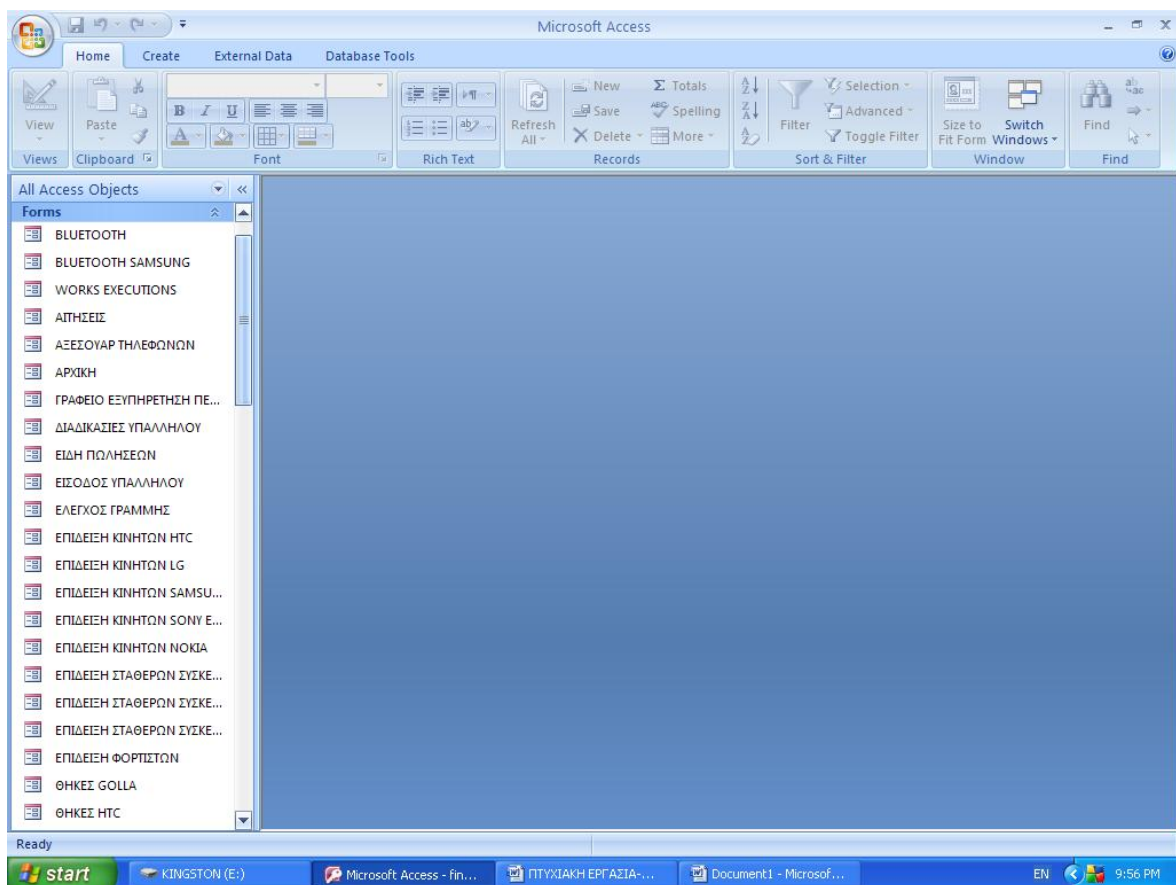 Microsoft Access
Home Create External Data Database Tools
View Paste B I U Refresh All New Save Delete Totals Spelling More Filter Selection Advanced Toggle Filter Size to Fit Form Switch Windows Find
Views Clipboard Font Rich Text Records Sort & Filter Window Find
All Access Objects
Forms
BLUETOOTH
BLUETOOTH SAMSUNG
WORKS EXECUTIONS
ΑΙΤΗΣΕΙΣ
ΑΞΕΣΟΥΑΡ ΤΗΛΕΦΩΝΩΝ
ΑΡΧΙΚΗ
ΓΡΑΦΕΙΟ ΕΞΥΠΗΡΕΤΗΣΗ ΠΕ...
ΔΙΑΔΙΚΑΣΙΕΣ ΥΠΑΛΛΗΛΟΥ
ΕΙΔΗ ΠΩΛΗΣΕΩΝ
ΕΙΣΟΔΟΣ ΥΠΑΛΛΗΛΟΥ
ΕΛΕΓΧΟΣ ΓΡΑΜΜΗΣ
ΕΠΙΔΕΙΞΗ ΚΙΝΗΤΩΝ HTC
ΕΠΙΔΕΙΞΗ ΚΙΝΗΤΩΝ LG
ΕΠΙΔΕΙΞΗ ΚΙΝΗΤΩΝ SAMSU...
ΕΠΙΔΕΙΞΗ ΚΙΝΗΤΩΝ SONY E...
ΕΠΙΔΕΙΞΗ ΚΙΝΗΤΩΝ NOKIA
ΕΠΙΔΕΙΞΗ ΣΤΑΘΕΡΩΝ ΣΥΣΚΕ...
ΕΠΙΔΕΙΞΗ ΣΤΑΘΕΡΩΝ ΣΥΣΚΕ...
ΕΠΙΔΕΙΞΗ ΣΤΑΘΕΡΩΝ ΣΥΣΚΕ...
ΕΠΙΔΕΙΞΗ ΦΟΡΤΙΣΤΩΝ
ΘΗΚΕΣ GOLLA
ΘΗΚΕΣ HTC
Ready
start KINGSTON (E:) Microsoft Access - fin... ΠΤΥΧΙΑΚΗ ΕΡΓΑΣΙΑ-... Document1 - Microsof... EN 9:56 PM